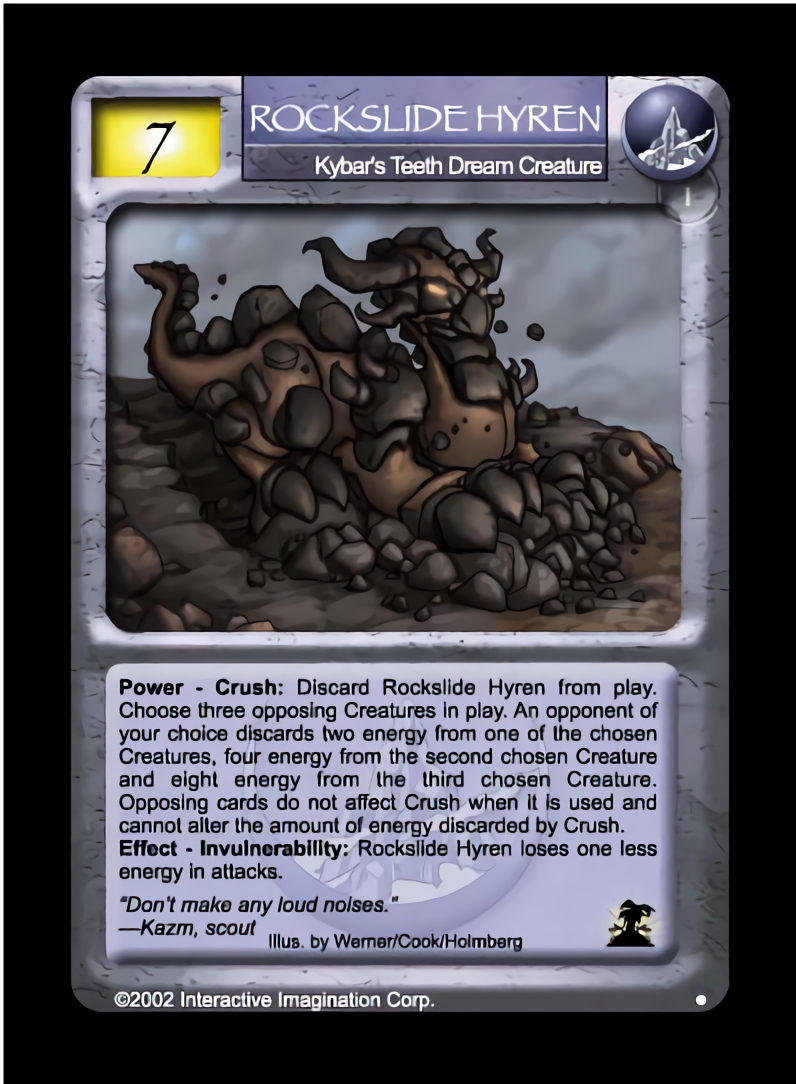 7
ROCKSLIDE HYREN
Kybar's Teeth Dream Creature
1
Power - Crush: Discard Rockslide Hyren from play.
Choose three opposing Creatures in play. An opponent of
your choice discards two energy from one of the chosen
Creatures, four energy from the second chosen Creature
and eight energy from the third chosen Creature.
Opposing cards do not affect Crush when it is used and
cannot alter the amount of energy discarded by Crush.
Effect - Invulnerability: Rockslide Hyren loses one less
energy in attacks.
"Don't make any loud noises."
—Kazm, scout
Illus. by Werner/Cook/Holmberg
©2002 Interactive Imagination Corp.